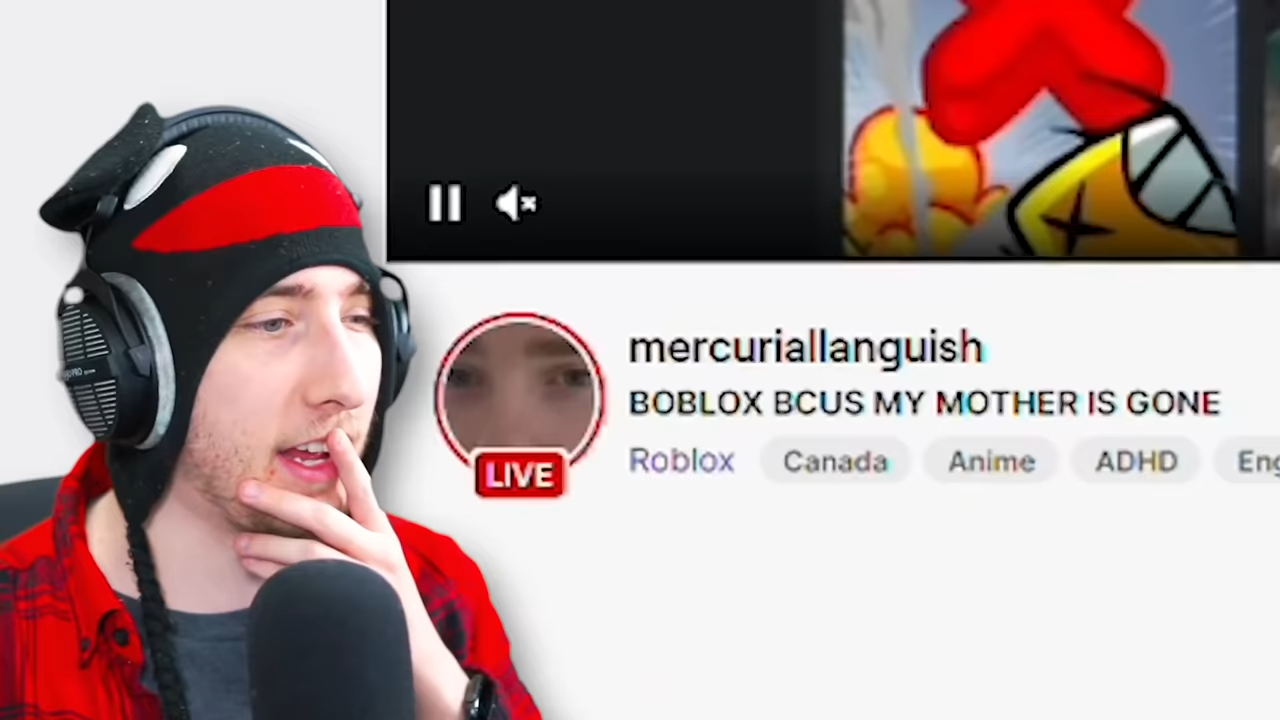 mercuriallanguish
BOBLOX BCUS MY MOTHER IS GONE
Roblox Canada Anime ADHD
LIVE